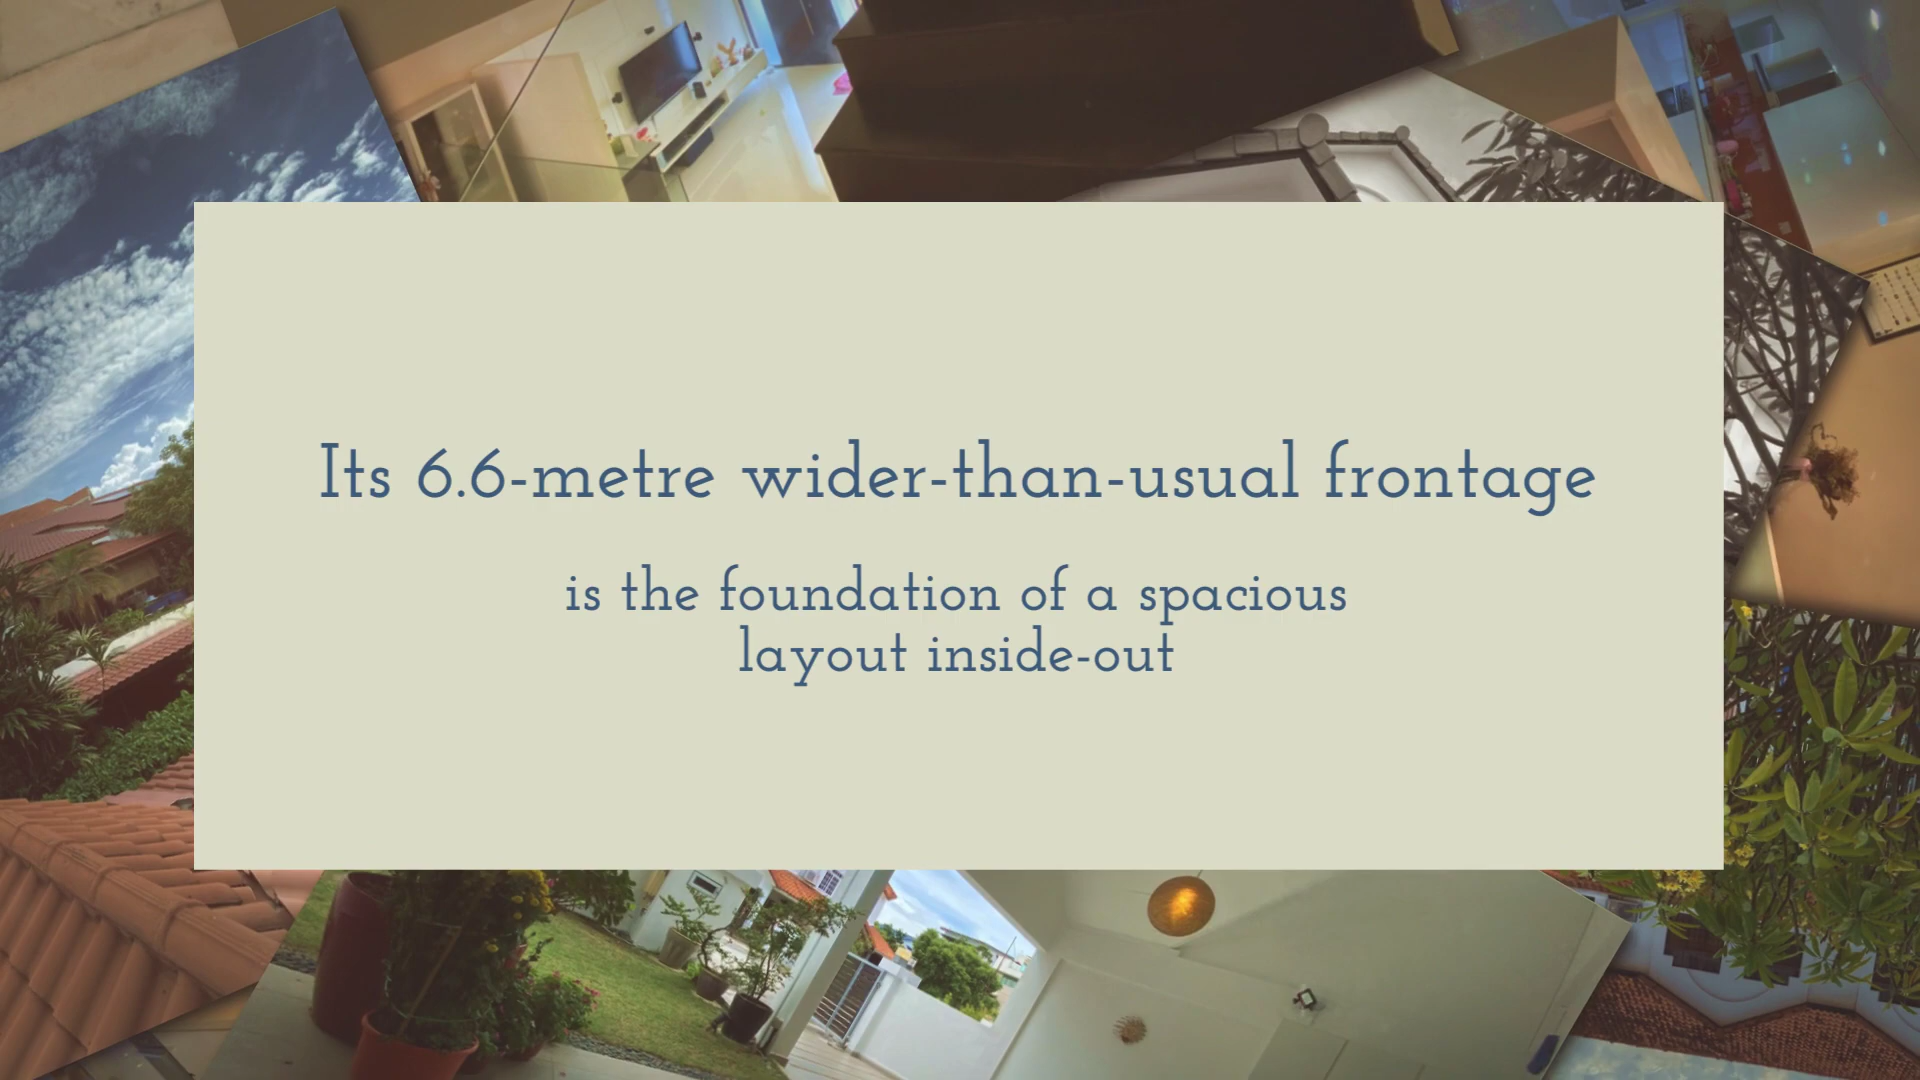 Its 6.6-metre wider-than-usual frontage
is the foundation of a spacious
layout inside-out